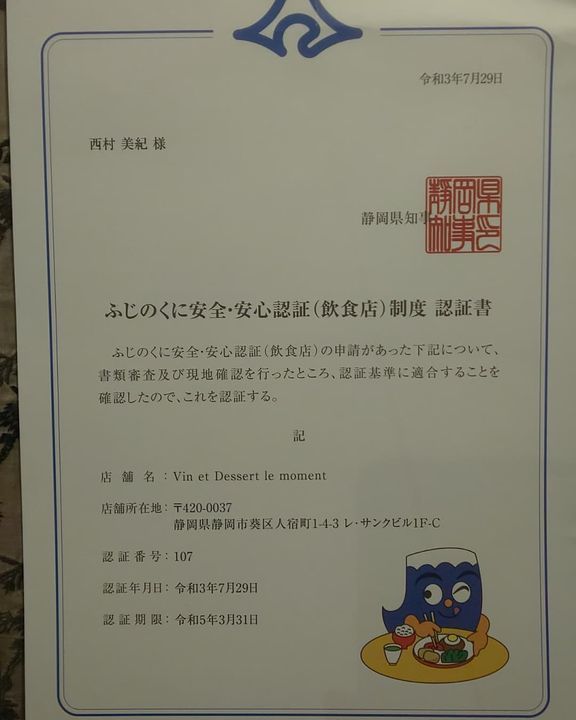 令和3年7月29日
西村 美紀 様
静岡県知事
静岡県知事之印
ふじのくに安全・安心認証（飲食店）制度 認証書
ふじのくに安全・安心認証（飲食店）の申請があった下記について、
書類審査及び現地確認を行ったところ、認証基準に適合することを
確認したので、これを認証する。
記
店 舗 名 ：Vin et Dessert le moment
店舗所在地：〒420-0037
静岡県静岡市葵区人宿町1-4-3 レ・サンクビル1F-C
認 証 番 号：107
認証年月日：令和3年7月29日
認 証 期 限：令和5年3月31日